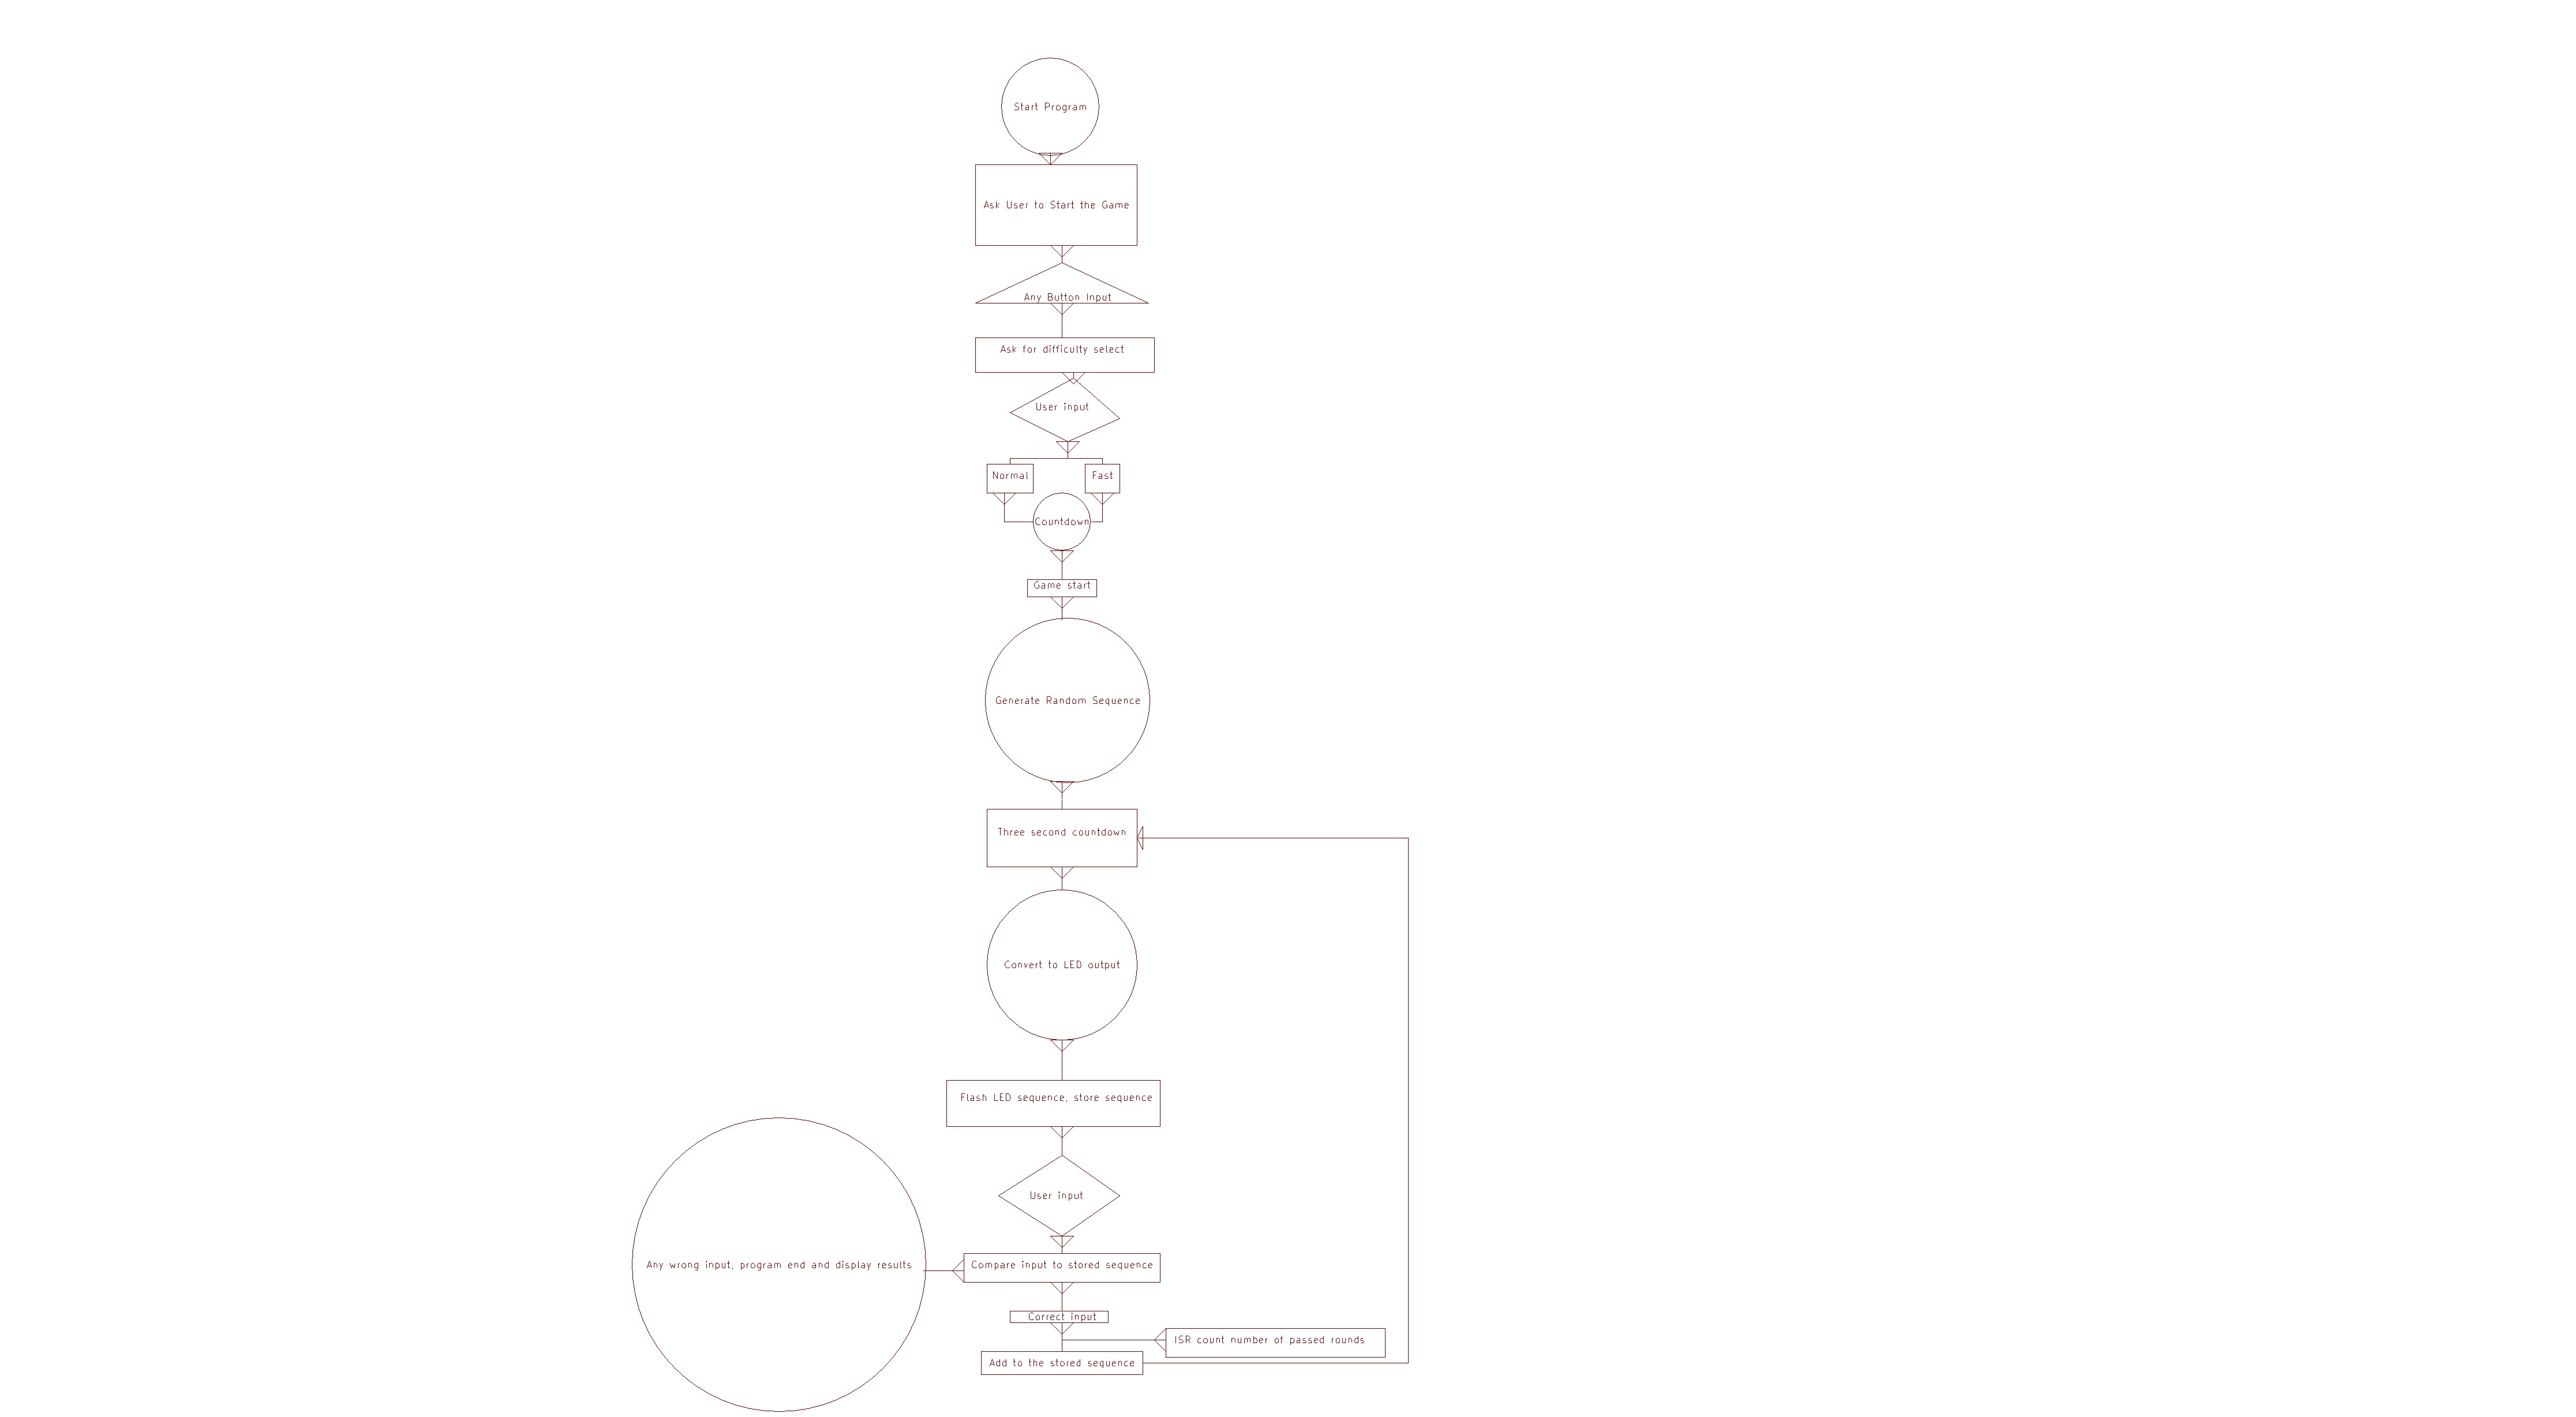 Start Program
Ask User to Start the Game
Any Button Input
Ask for difficulty select
User input
Normal
Fast
Countdown
Game start
Generate Random Sequence
Three second countdown
Convert to LED output
Flash LED sequence, store sequence
User input
Any wrong input, program end and display results
Compare input to stored sequence
Correct input
ISR count number of passed rounds
Add to the stored sequence